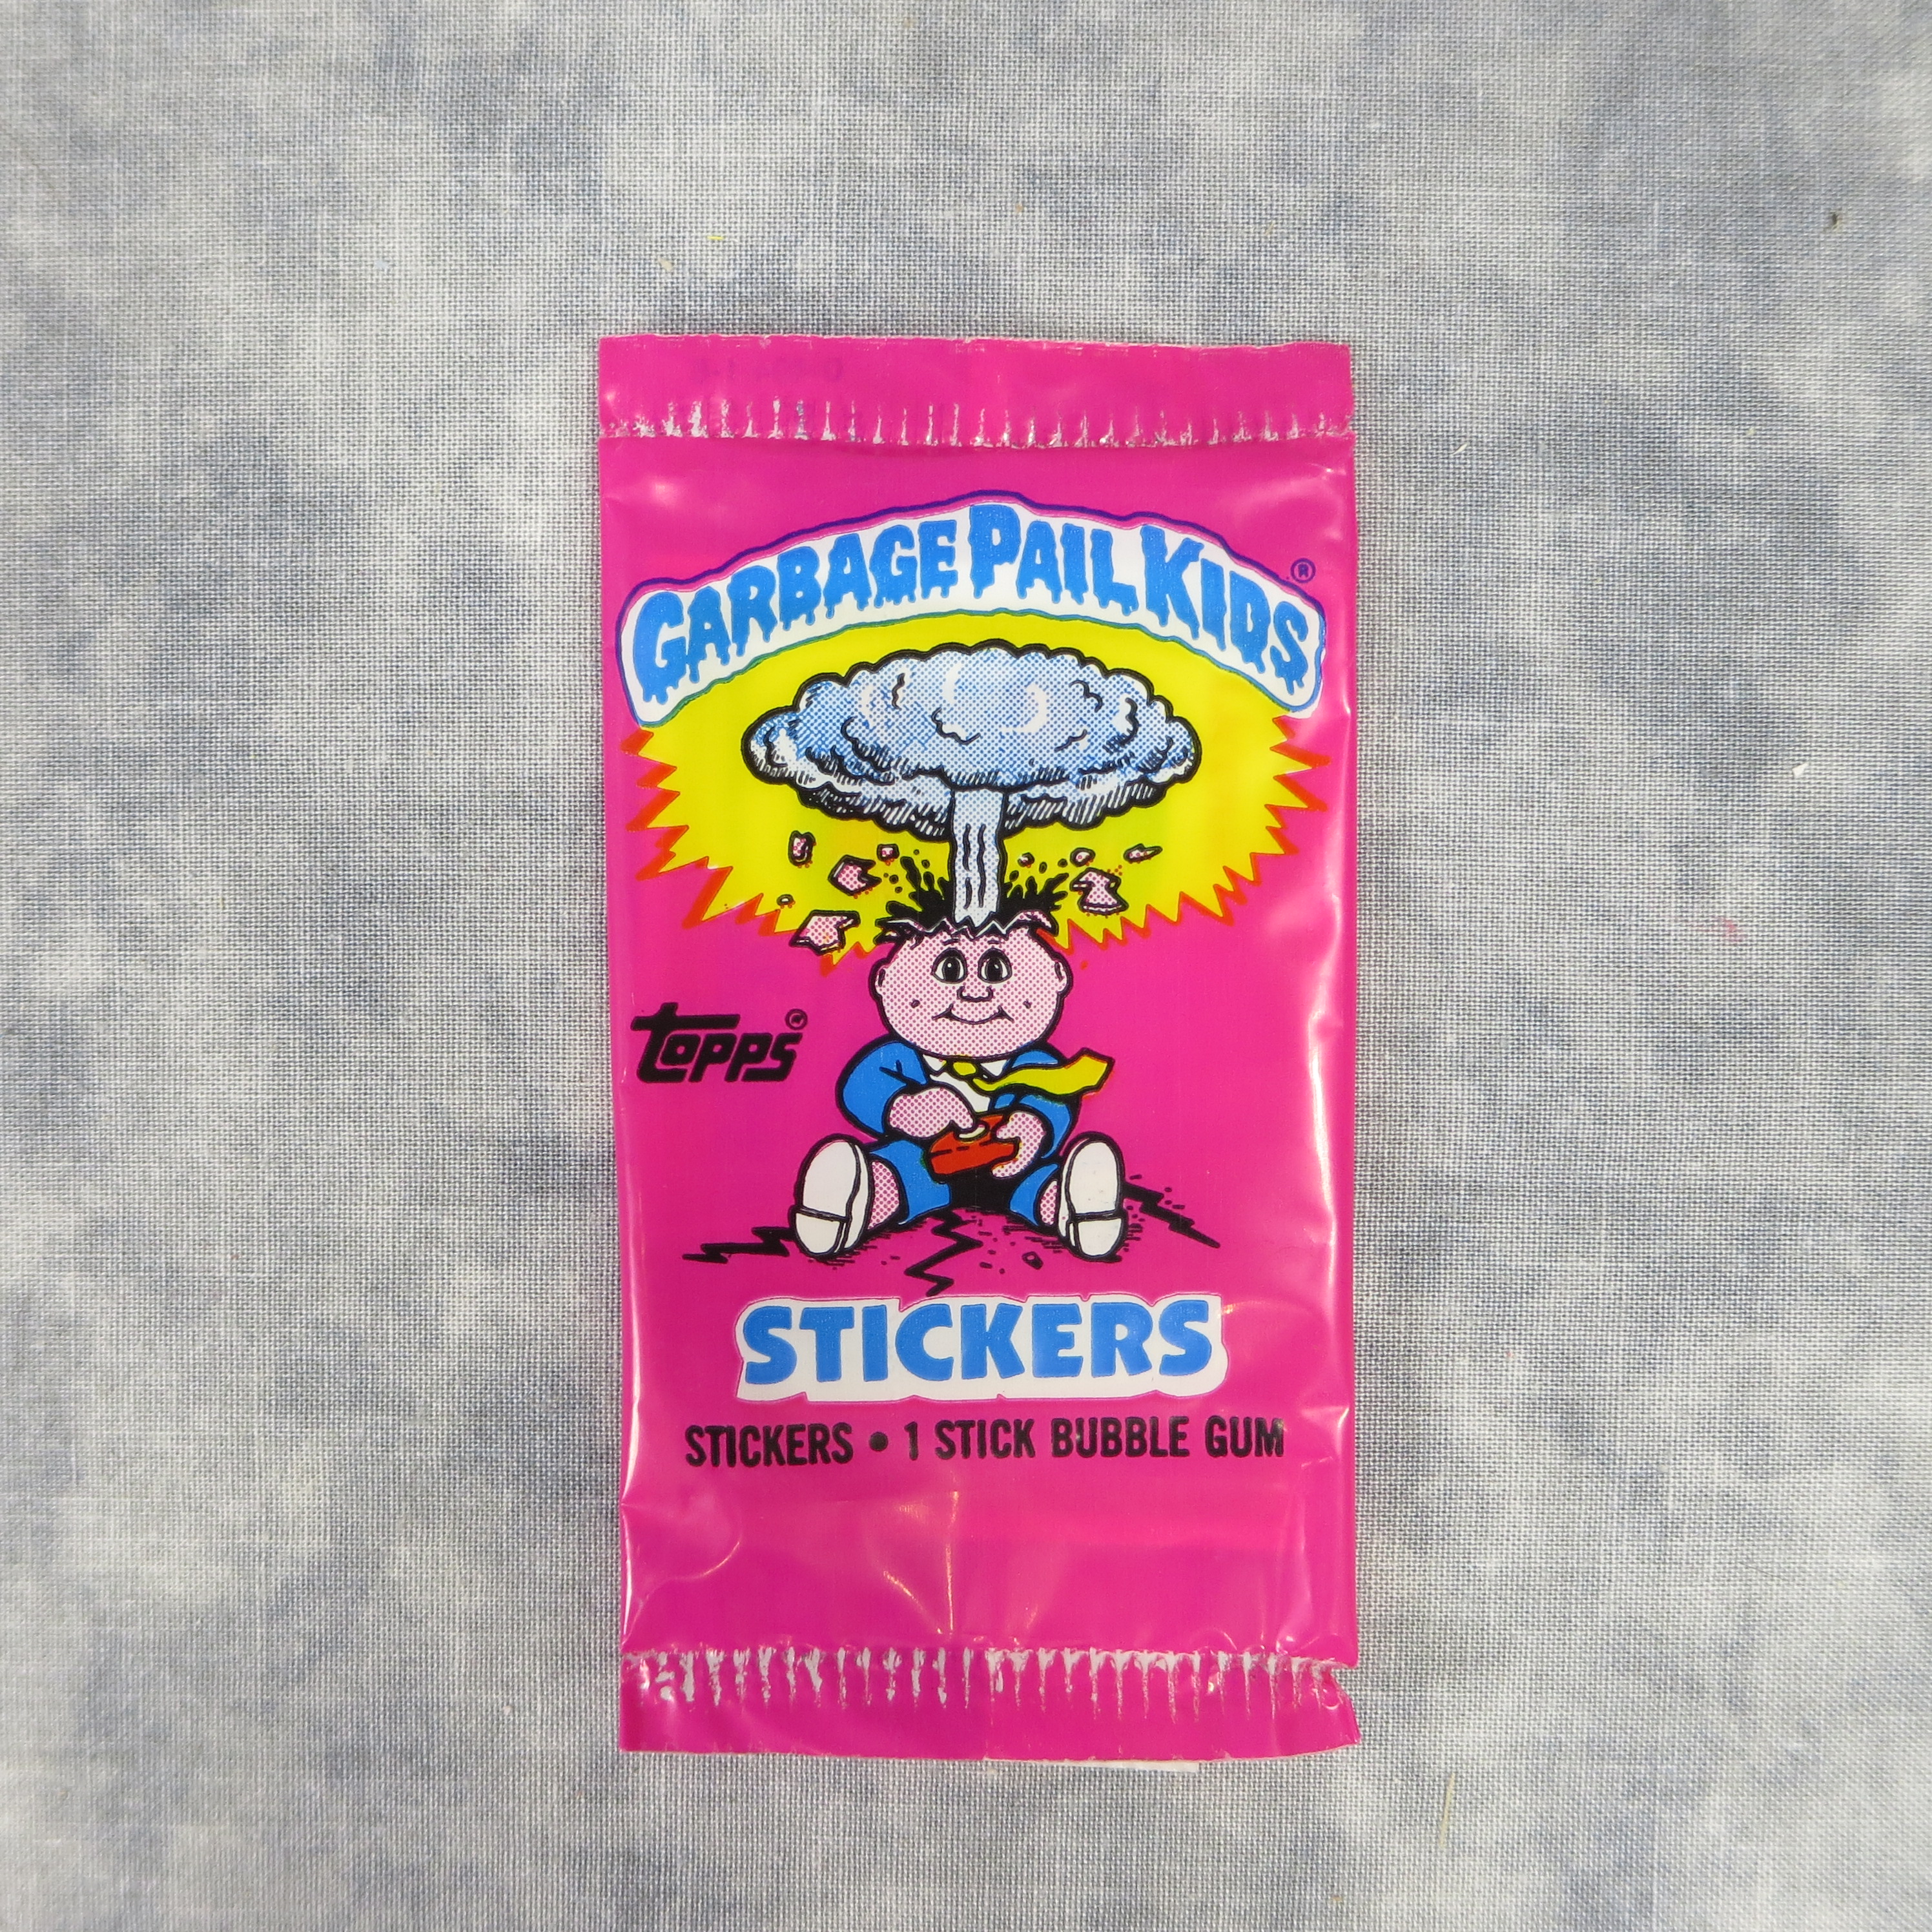 GARBAGE PAIL KIDS®
topps®
STICKERS
STICKERS • 1 STICK BUBBLE GUM